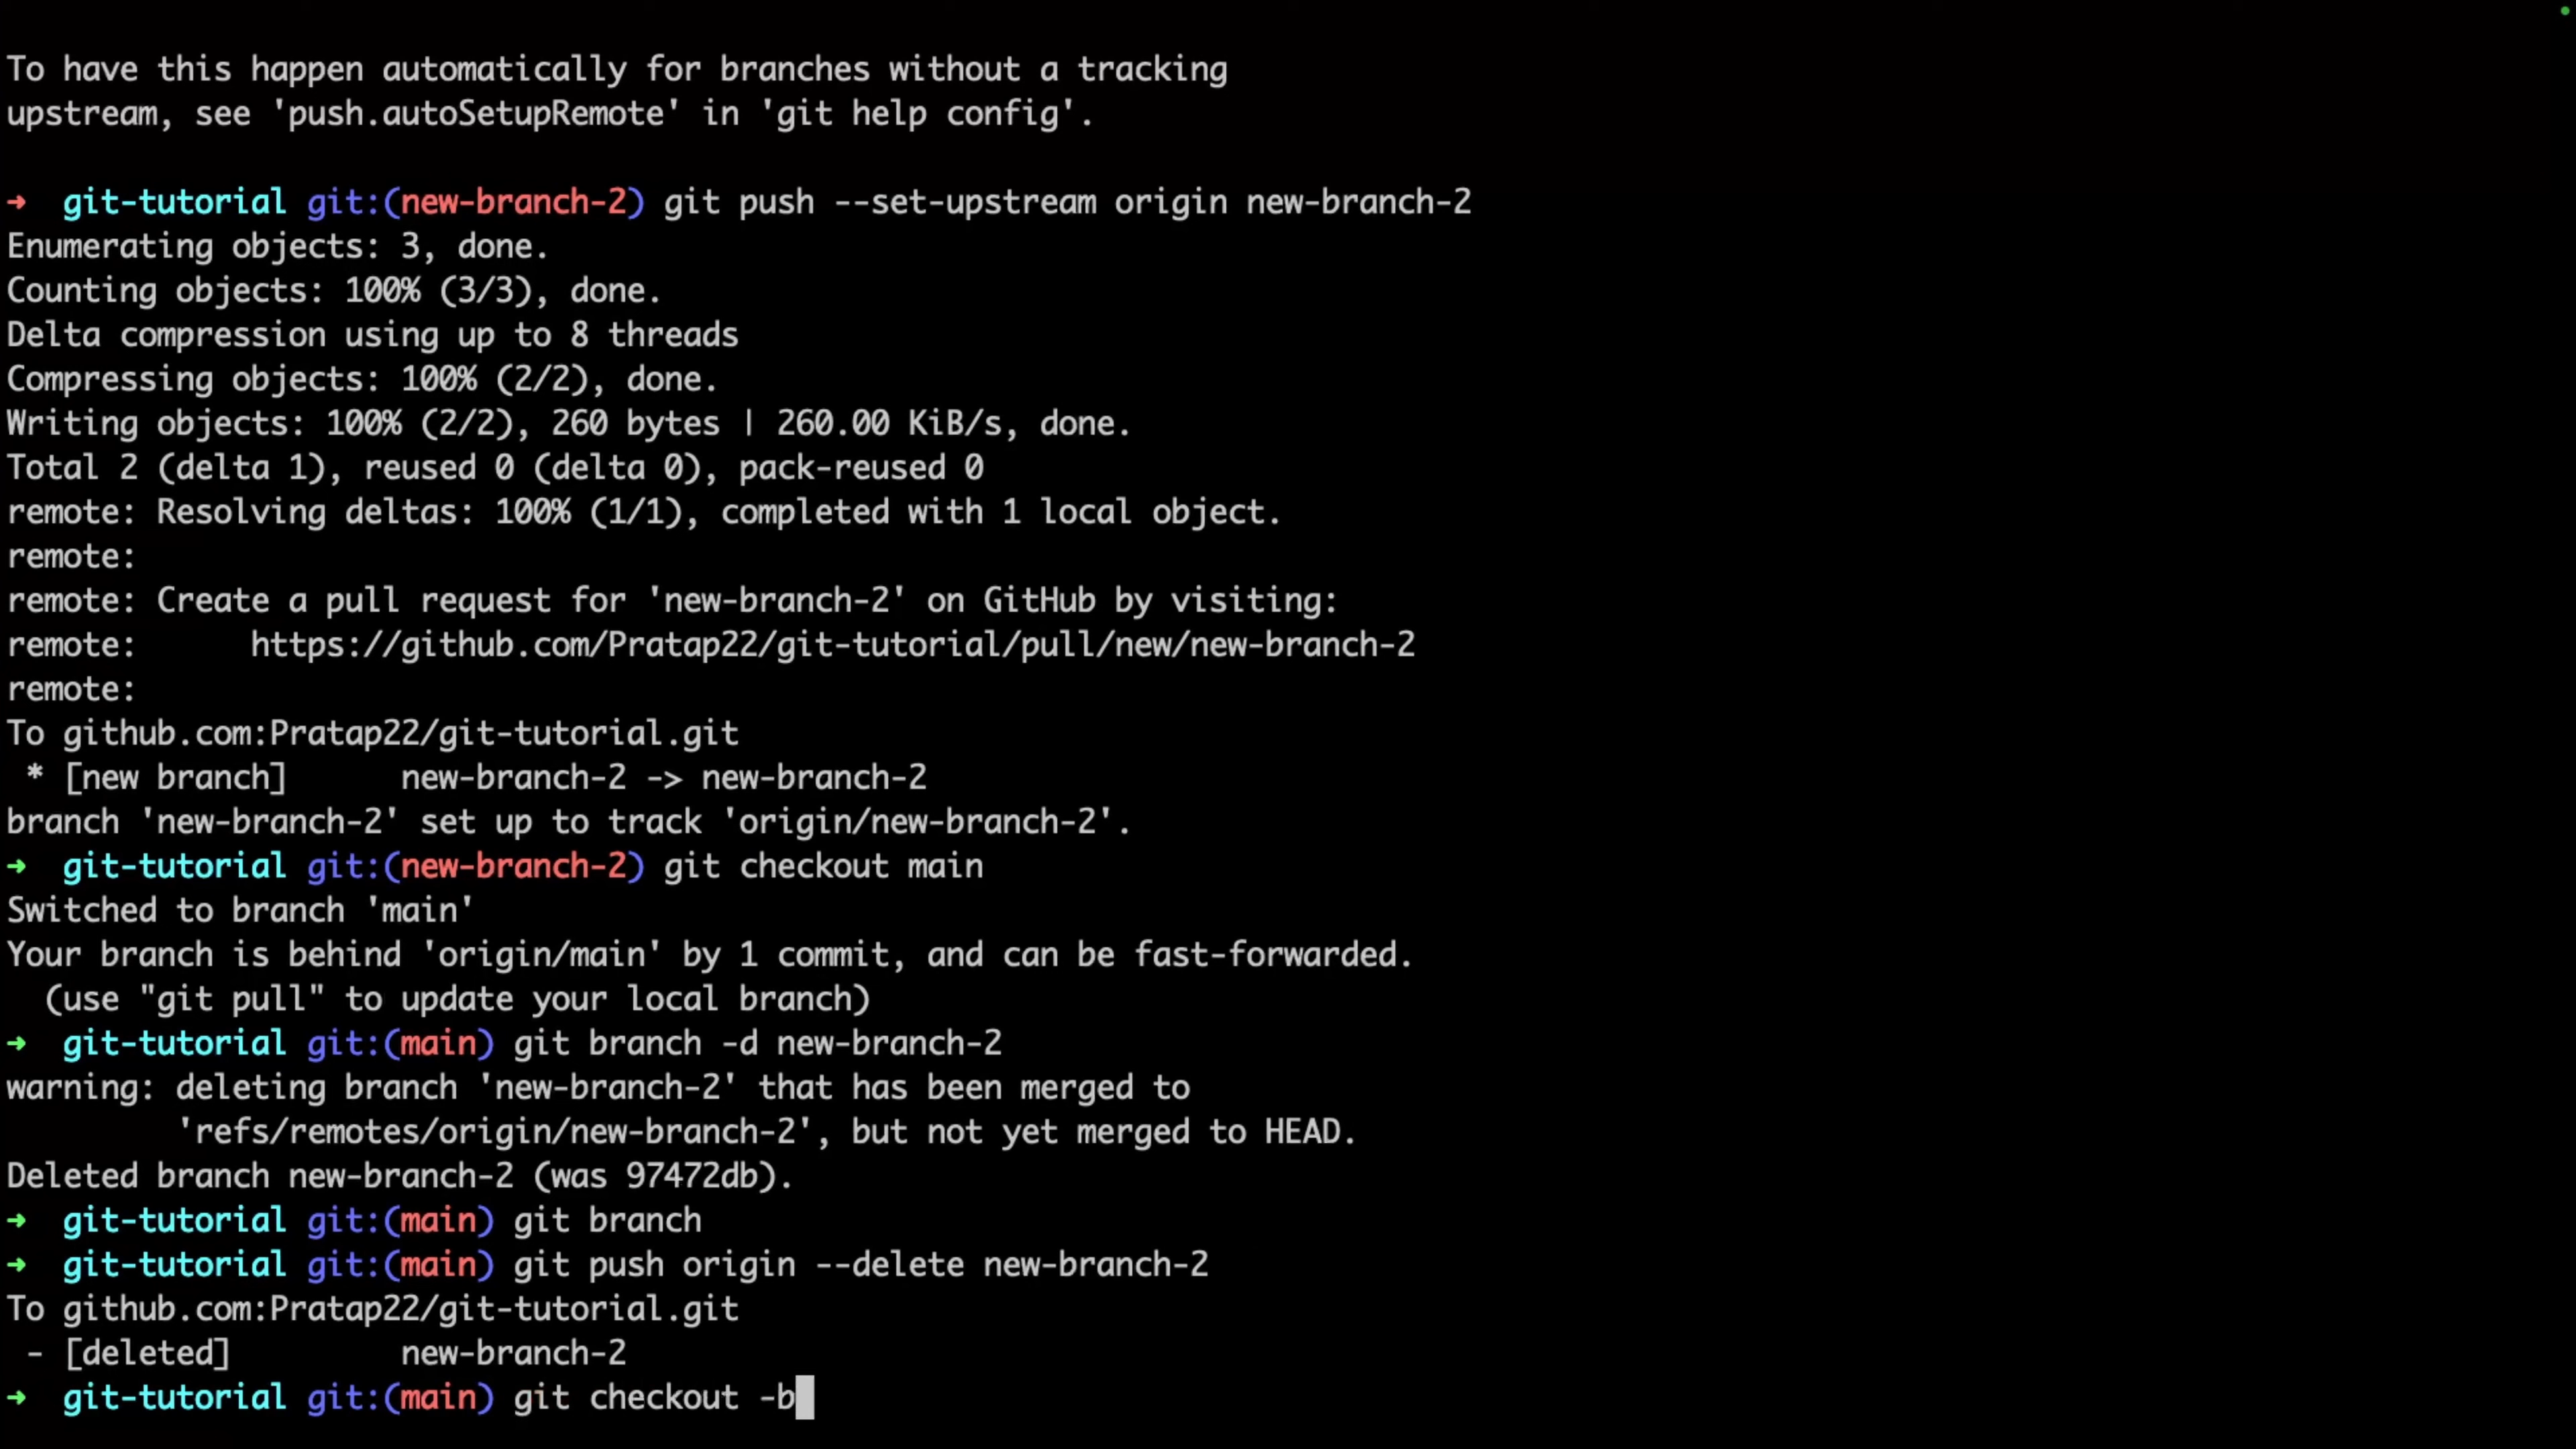 To have this happen automatically for branches without a tracking
upstream, see 'push.autoSetupRemote' in 'git help config'.
➜  git-tutorial git:(new-branch-2) git push --set-upstream origin new-branch-2
Enumerating objects: 3, done.
Counting objects: 100% (3/3), done.
Delta compression using up to 8 threads
Compressing objects: 100% (2/2), done.
Writing objects: 100% (2/2), 260 bytes | 260.00 KiB/s, done.
Total 2 (delta 1), reused 0 (delta 0), pack-reused 0
remote: Resolving deltas: 100% (1/1), completed with 1 local object.
remote:
remote: Create a pull request for 'new-branch-2' on GitHub by visiting:
remote:      https://github.com/Pratap22/git-tutorial/pull/new/new-branch-2
remote:
To github.com:Pratap22/git-tutorial.git
 * [new branch]      new-branch-2 -> new-branch-2
branch 'new-branch-2' set up to track 'origin/new-branch-2'.
➜  git-tutorial git:(new-branch-2) git checkout main
Switched to branch 'main'
Your branch is behind 'origin/main' by 1 commit, and can be fast-forwarded.
  (use "git pull" to update your local branch)
➜  git-tutorial git:(main) git branch -d new-branch-2
warning: deleting branch 'new-branch-2' that has been merged to
         'refs/remotes/origin/new-branch-2', but not yet merged to HEAD.
Deleted branch new-branch-2 (was 97472db).
➜  git-tutorial git:(main) git branch
➜  git-tutorial git:(main) git push origin --delete new-branch-2
To github.com:Pratap22/git-tutorial.git
 - [deleted]         new-branch-2
➜  git-tutorial git:(main) git checkout -b